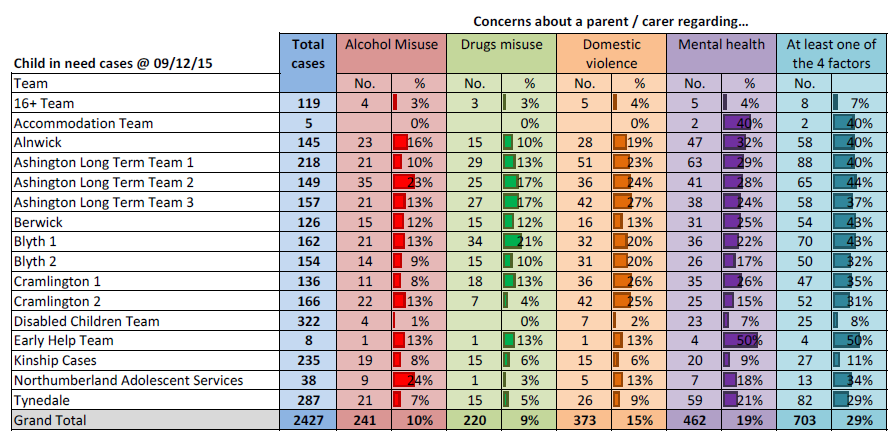 Concerns about a parent / carer regarding...
Child in need cases @ 09/12/15 Total cases Alcohol Misuse Drugs misuse Domestic violence Mental health At least one of the 4 factors
Team No. % No. % No. % No. % No. %
16+ Team 119 4 3% 3 3% 5 4% 5 4% 8 7%
Accommodation Team 5 0% 0% 0% 2 40% 2 40%
Alnwick 145 23 16% 15 10% 28 19% 47 32% 58 40%
Ashington Long Term Team 1 218 21 10% 29 13% 51 23% 63 29% 88 40%
Ashington Long Term Team 2 149 35 23% 25 17% 36 24% 41 28% 65 44%
Ashington Long Term Team 3 157 21 13% 27 17% 42 27% 38 24% 58 37%
Berwick 126 15 12% 15 12% 16 13% 31 25% 54 43%
Blyth 1 162 21 13% 34 21% 32 20% 36 22% 70 43%
Blyth 2 154 14 9% 15 10% 31 20% 26 17% 50 32%
Cramlington 1 136 11 8% 18 13% 36 26% 35 26% 47 35%
Cramlington 2 166 22 13% 7 4% 42 25% 25 15% 52 31%
Disabled Children Team 322 4 1% 0% 7 2% 23 7% 25 8%
Early Help Team 8 1 13% 1 13% 1 13% 4 50% 4 50%
Kinship Cases 235 19 8% 15 6% 15 6% 20 9% 27 11%
Northumberland Adolescent Services 38 9 24% 1 3% 5 13% 7 18% 13 34%
Tynedale 287 21 7% 15 5% 26 9% 59 21% 82 29%
Grand Total 2427 241 10% 220 9% 373 15% 462 19% 703 29%